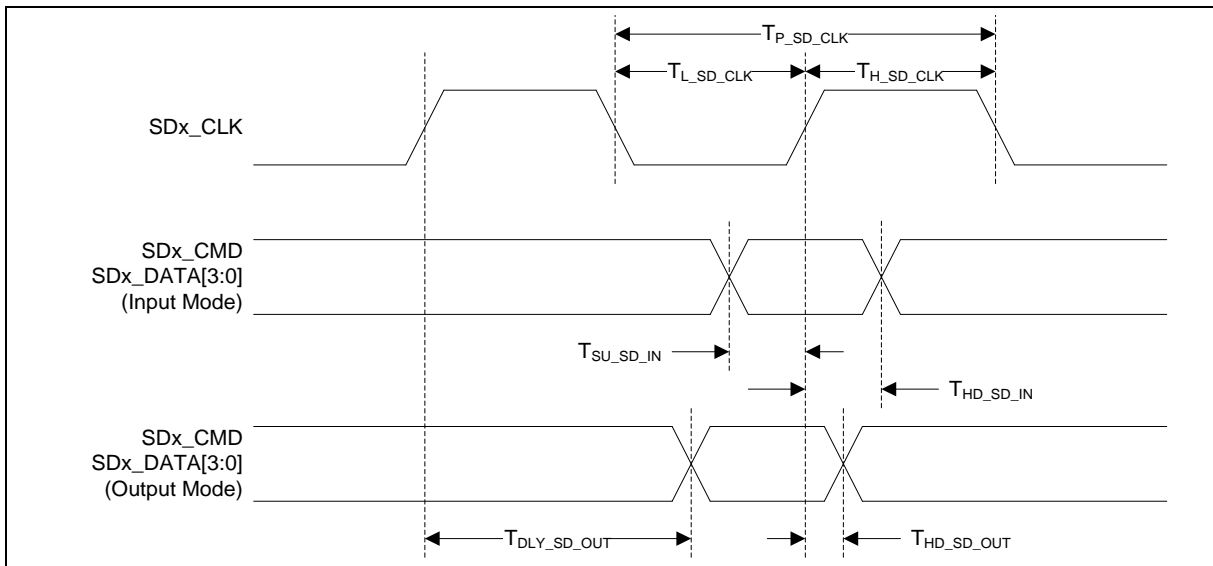 T_P_SD_CLK
T_L_SD_CLK T_H_SD_CLK
SDx_CLK
SDx_CMD
SDx_DATA[3:0]
(Input Mode)
T_SU_SD_IN
T_HD_SD_IN
SDx_CMD
SDx_DATA[3:0]
(Output Mode)
T_DLY_SD_OUT T_HD_SD_OUT